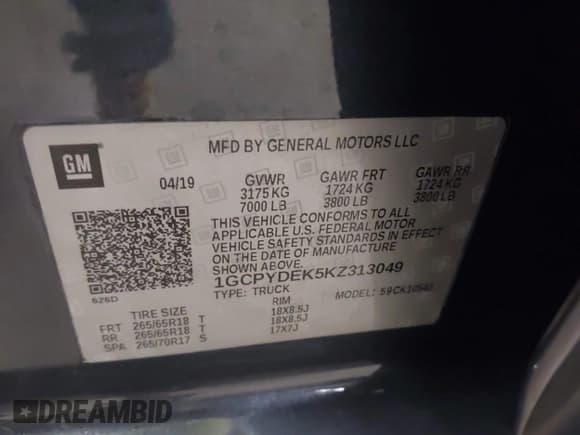 GM
MFD BY GENERAL MOTORS LLC
04/19
GVWR GAWR FRT GAWR RR
3175 KG 1724 KG 1724 KG
7000 LB 3800 LB 3800 LB
THIS VEHICLE CONFORMS TO ALL
APPLICABLE U.S. FEDERAL MOTOR
VEHICLE SAFETY STANDARDS IN EFFECT
ON THE DATE OF MANUFACTURE
SHOWN ABOVE.
1GCPYDEK5KZ313049
TYPE: TRUCK MODEL:
626D
TIRE SIZE RIM
FRT 265/65R18 T 18X8.5J
RR 265/65R18 T 18X8.5J
SPA 265/70R17 S 17X7J
DREAMBID